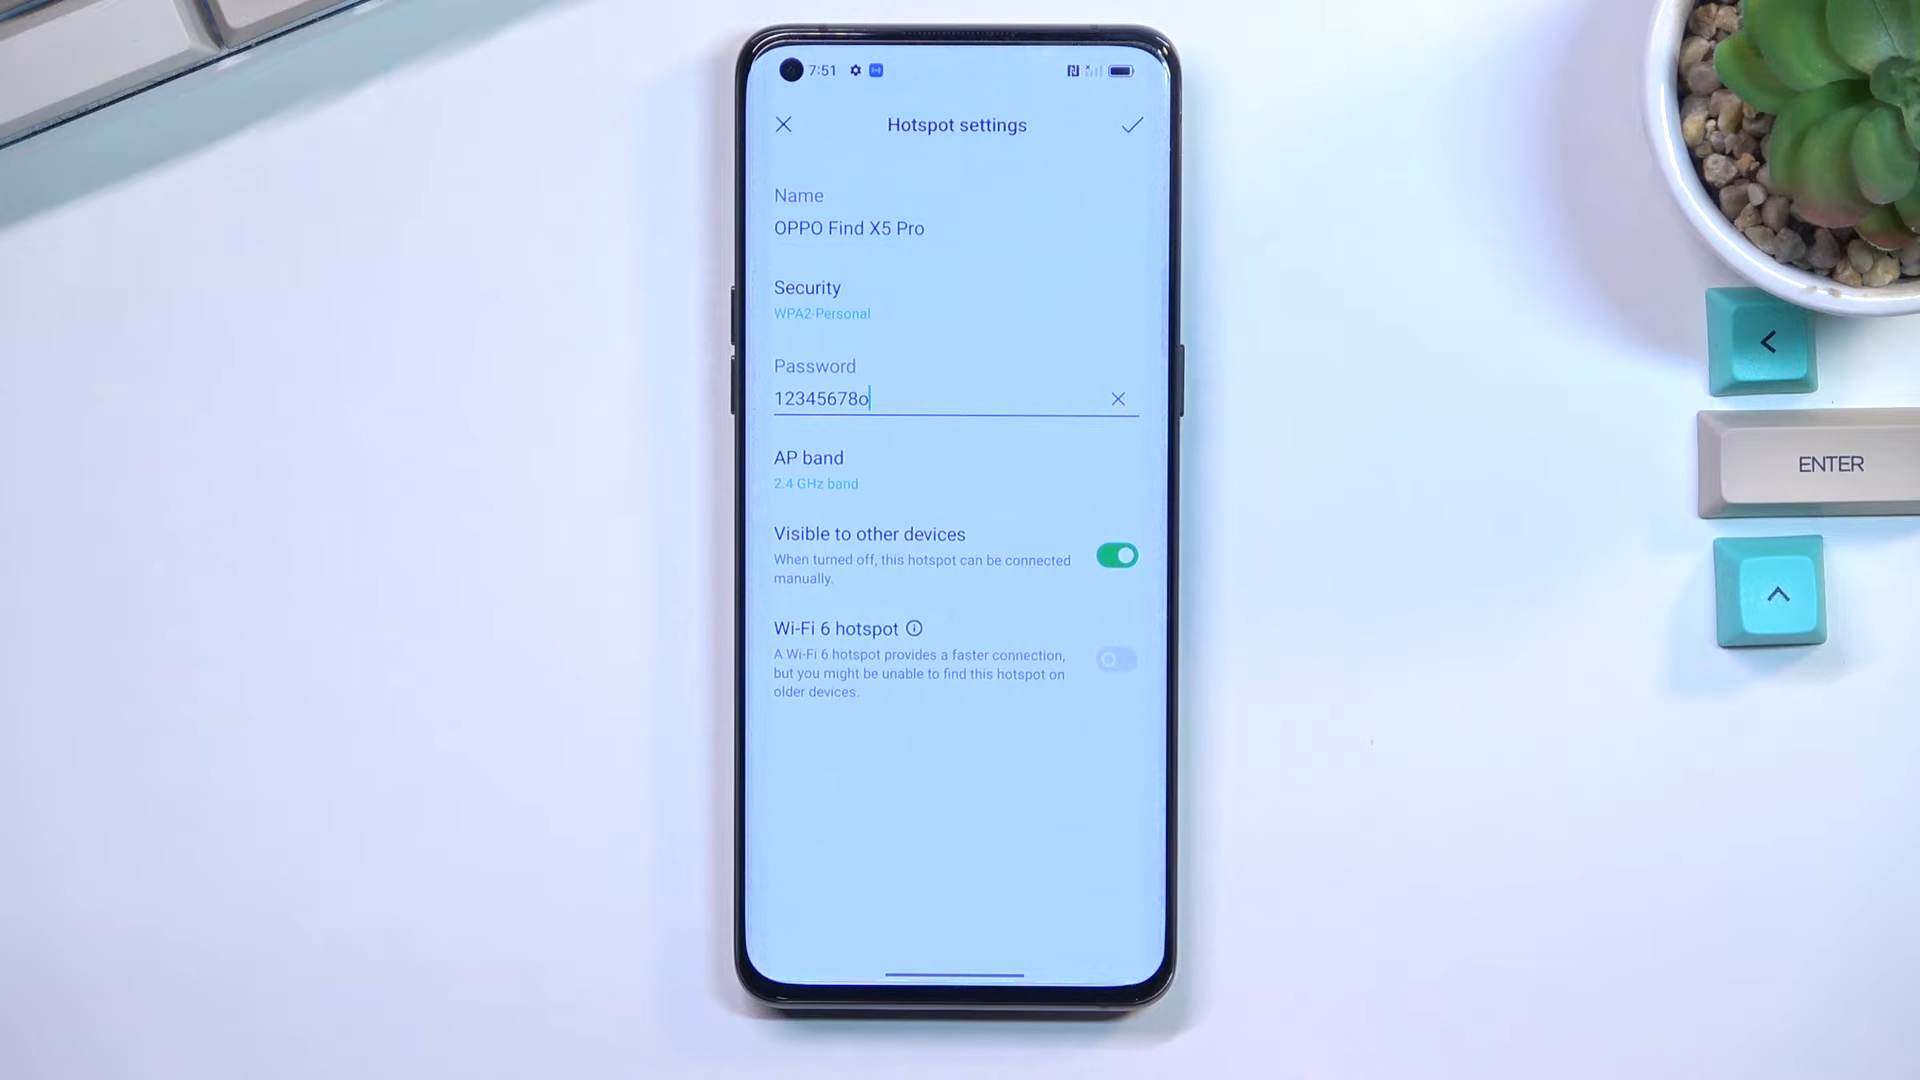 7:51
Hotspot settings
Name
OPPO Find X5 Pro
Security
WPA2-Personal
Password
12345678o
AP band
2.4 GHz band
Visible to other devices
When turned off, this hotspot can be connected
manually.
Wi-Fi 6 hotspot
A Wi-Fi 6 hotspot provides a faster connection,
but you might be unable to find this hotspot on
older devices.
<
ENTER
^